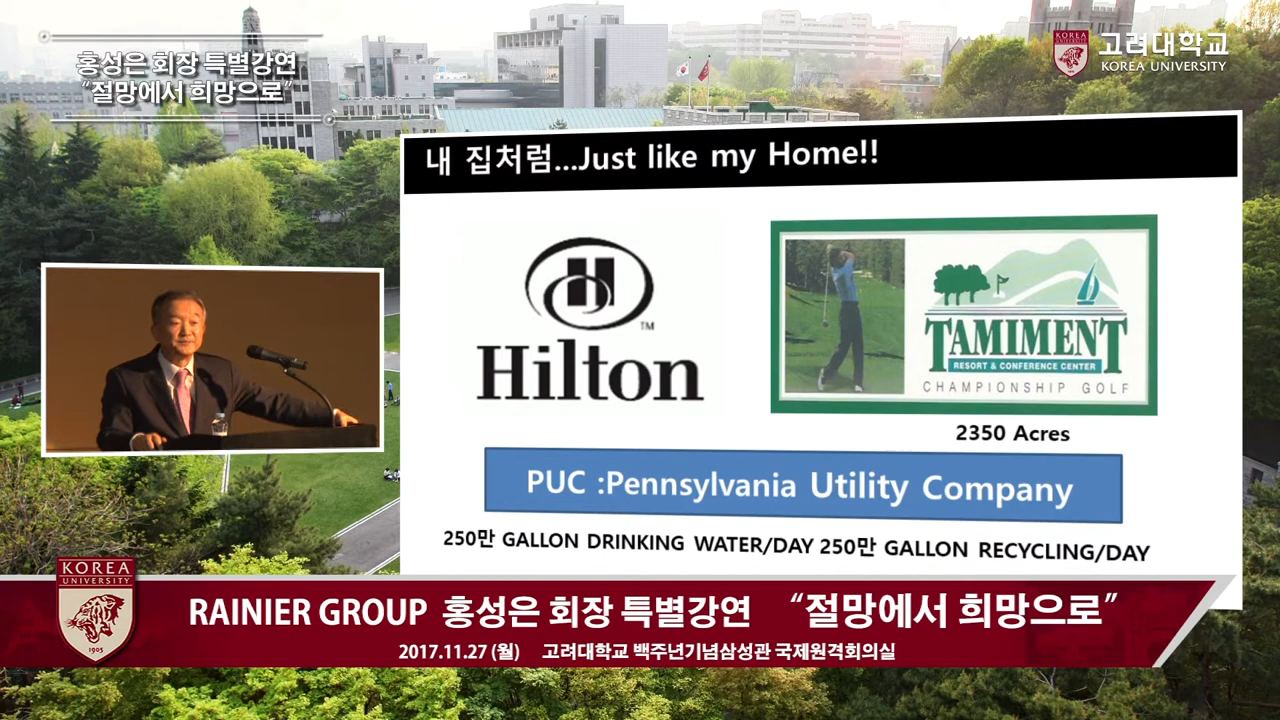 홍성은 회장 특별강연
“절망에서 희망으로”
KOREA
UNIVERSITY
고려대학교
KOREA UNIVERSITY
내 집처럼...Just like my Home!!
H
TM
Hilton
TAMIMENT
RESORT & CONFERENCE CENTER
CHAMPIONSHIP GOLF
2350 Acres
PUC :Pennsylvania Utility Company
250만 GALLON DRINKING WATER/DAY 250만 GALLON RECYCLING/DAY
KOREA
UNIVERSITY
1905
RAINIER GROUP 홍성은 회장 특별강연 “절망에서 희망으로”
2017.11.27 (월) 고려대학교 백주년기념삼성관 국제원격회의실